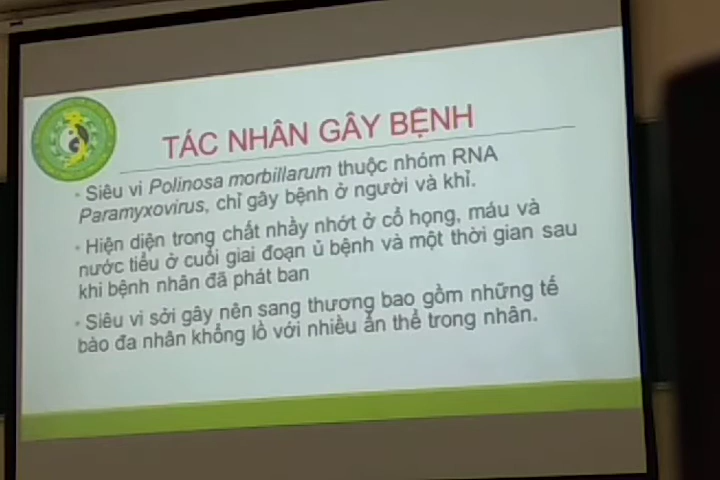 TÁC NHÂN GÂY BỆNH
• Siêu vi Polinosa morbillarum thuộc nhóm RNA
Paramyxovirus, chỉ gây bệnh ở người và khỉ.
• Hiện diện trong chất nhầy nhớt ở cổ họng, máu và
nước tiểu ở cuối giai đoạn ủ bệnh và một thời gian sau
khi bệnh nhân đã phát ban
• Siêu vi sởi gây nên sang thương bao gồm những tế
bào đa nhân khổng lồ với nhiều ẩn thể trong nhân.